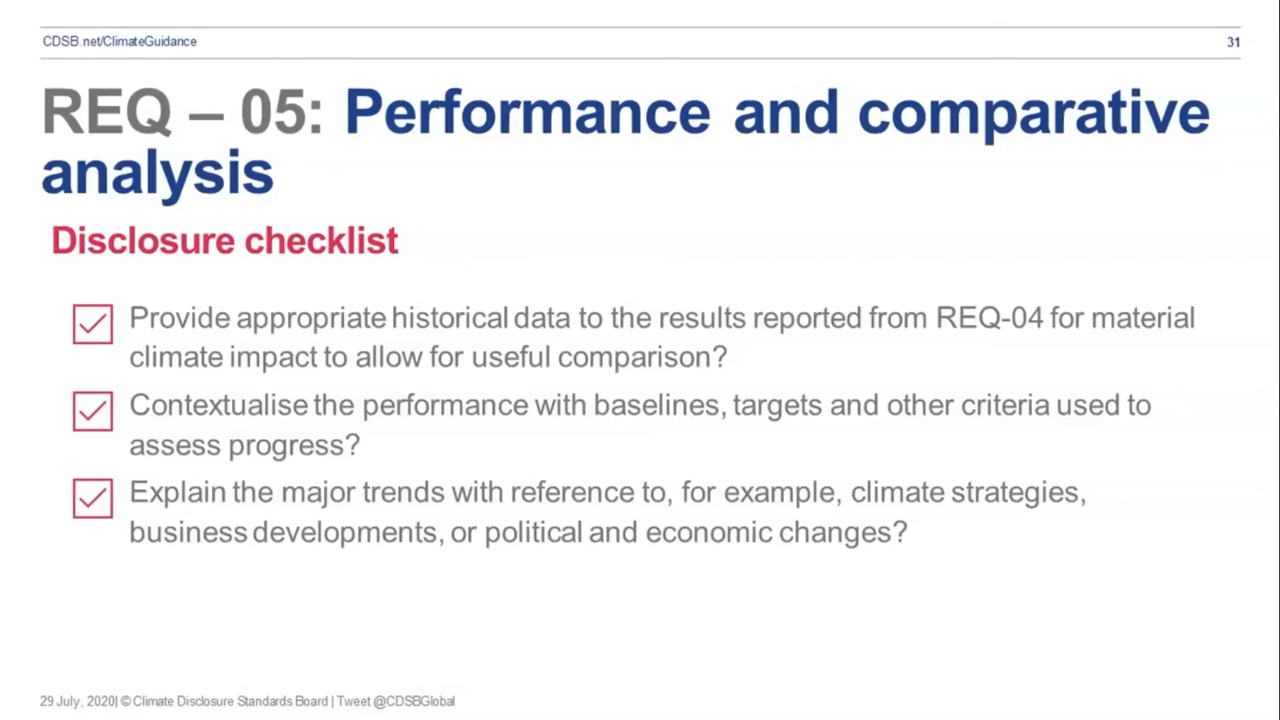 CDSB.net/ClimateGuidance
31
REQ – 05: Performance and comparative
analysis
Disclosure checklist
Provide appropriate historical data to the results reported from REQ-04 for material
climate impact to allow for useful comparison?
Contextualise the performance with baselines, targets and other criteria used to
assess progress?
Explain the major trends with reference to, for example, climate strategies,
business developments, or political and economic changes?
29 July, 2020| © Climate Disclosure Standards Board | Tweet @CDSBGlobal